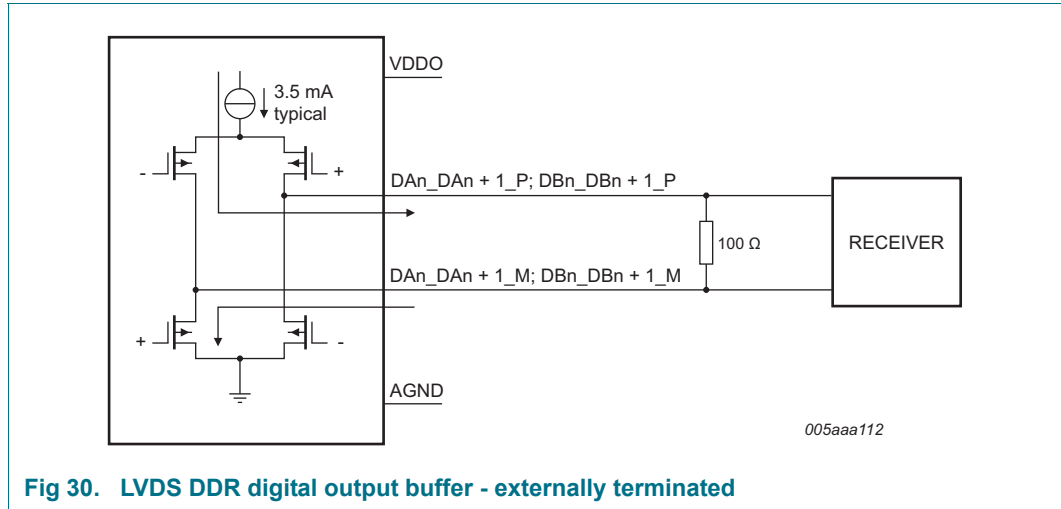 VDDO
3.5 mA
typical
-
+
DAn_DAn + 1_P; DBn_DBn + 1_P
100 Ω
RECEIVER
DAn_DAn + 1_M; DBn_DBn + 1_M
+
-
AGND
005aaa112
Fig 30. LVDS DDR digital output buffer - externally terminated